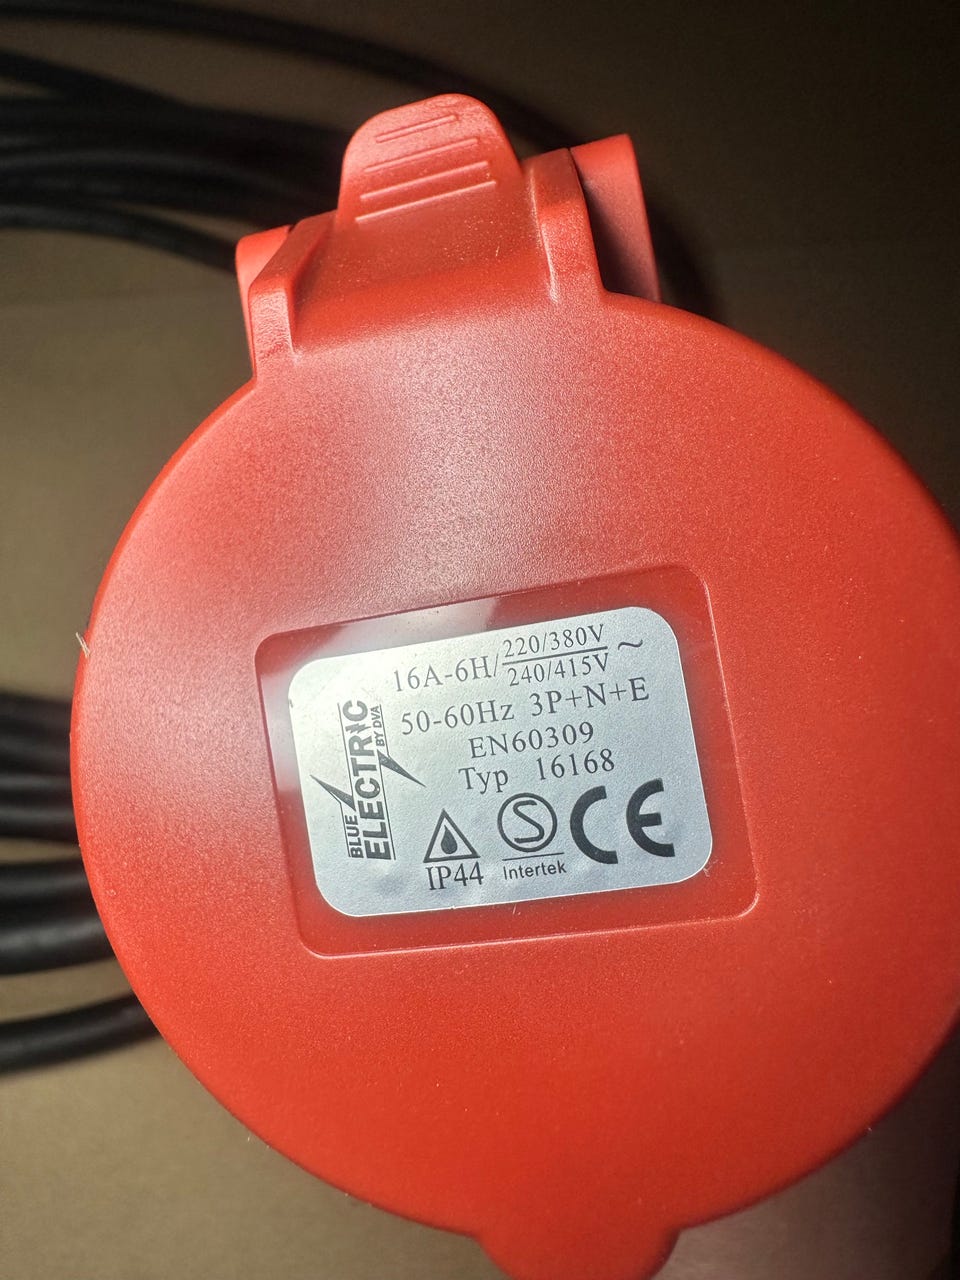 16A-6H/220/380V ~
240/415V
50-60Hz 3P+N+E
EN60309
Typ 16168
BLUE
ELECTRIC
BY DVA
IP44
S
Intertek
CE